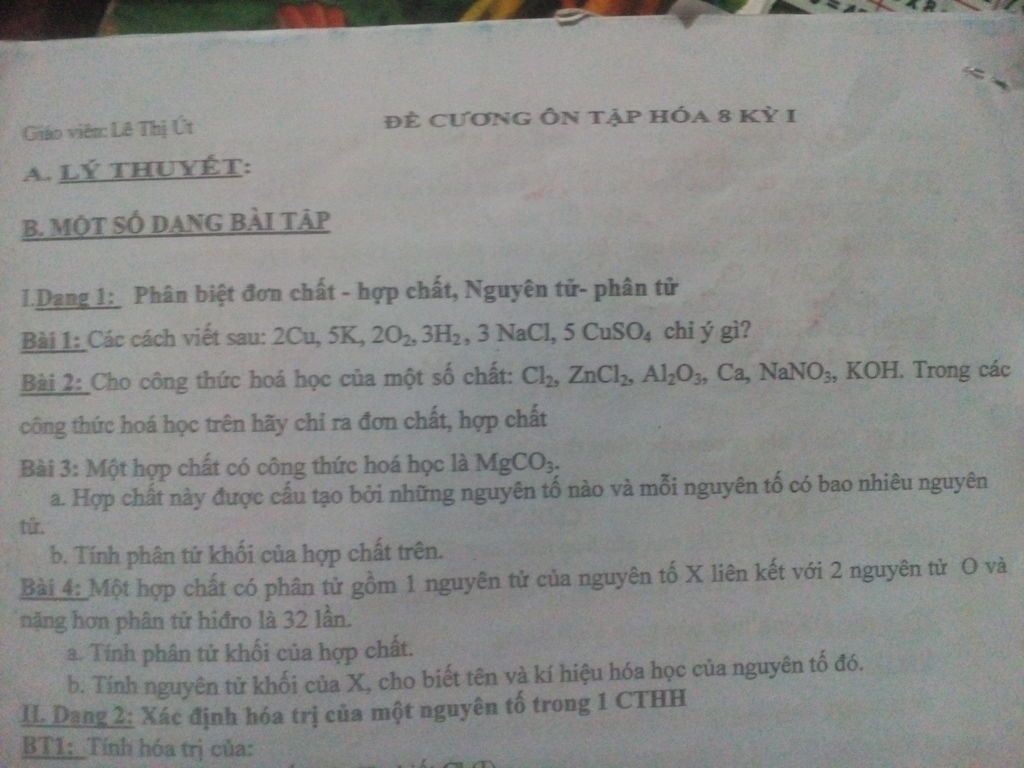 Giáo viên: Lê Thị Út
ĐỀ CƯƠNG ÔN TẬP HÓA 8 KỲ I
A. LÝ THUYẾT:
B. MỘT SỐ DẠNG BÀI TẬP
I.Dạng 1: Phân biệt đơn chất - hợp chất, Nguyên tử- phân tử
Bài 1: Các cách viết sau: 2Cu, 5K, 2O₂, 3H₂ , 3 NaCl, 5 CuSO₄ chỉ ý gì?
Bài 2: Cho công thức hoá học của một số chất: Cl₂, ZnCl₂, Al₂O₃, Ca, NaNO₃, KOH. Trong các
công thức hoá học trên hãy chỉ ra đơn chất, hợp chất
Bài 3: Một hợp chất có công thức hoá học là MgCO₃.
a. Hợp chất này được cấu tạo bởi những nguyên tố nào và mỗi nguyên tố có bao nhiêu nguyên
tử.
b. Tính phân tử khối của hợp chất trên.
Bài 4: Một hợp chất có phân tử gồm 1 nguyên tử của nguyên tố X liên kết với 2 nguyên tử O và
nặng hơn phân tử hiđro là 32 lần.
a. Tính phân tử khối của hợp chất.
b. Tính nguyên tử khối của X, cho biết tên và kí hiệu hóa học của nguyên tố đó.
II. Dạng 2: Xác định hóa trị của một nguyên tố trong 1 CTHH
BT1: Tính hóa trị của: